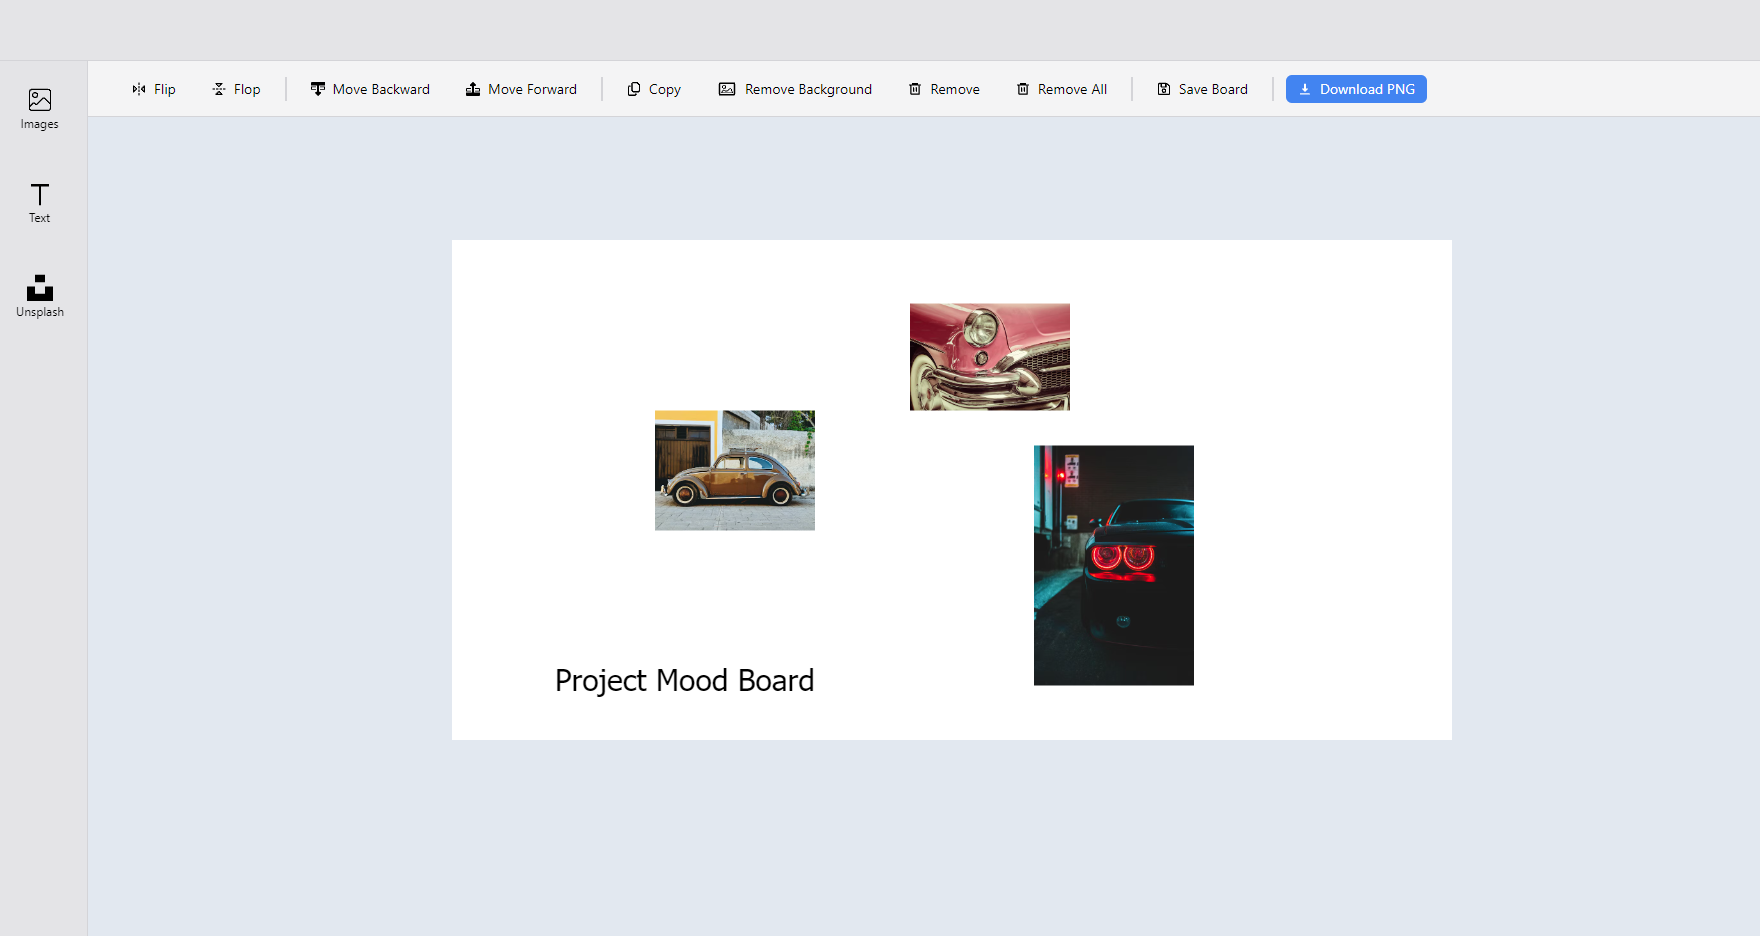 Flip
Flop
Move Backward
Move Forward
Copy
Remove Background
Remove
Remove All
Save Board
Download PNG
Images
Text
Unsplash
Project Mood Board